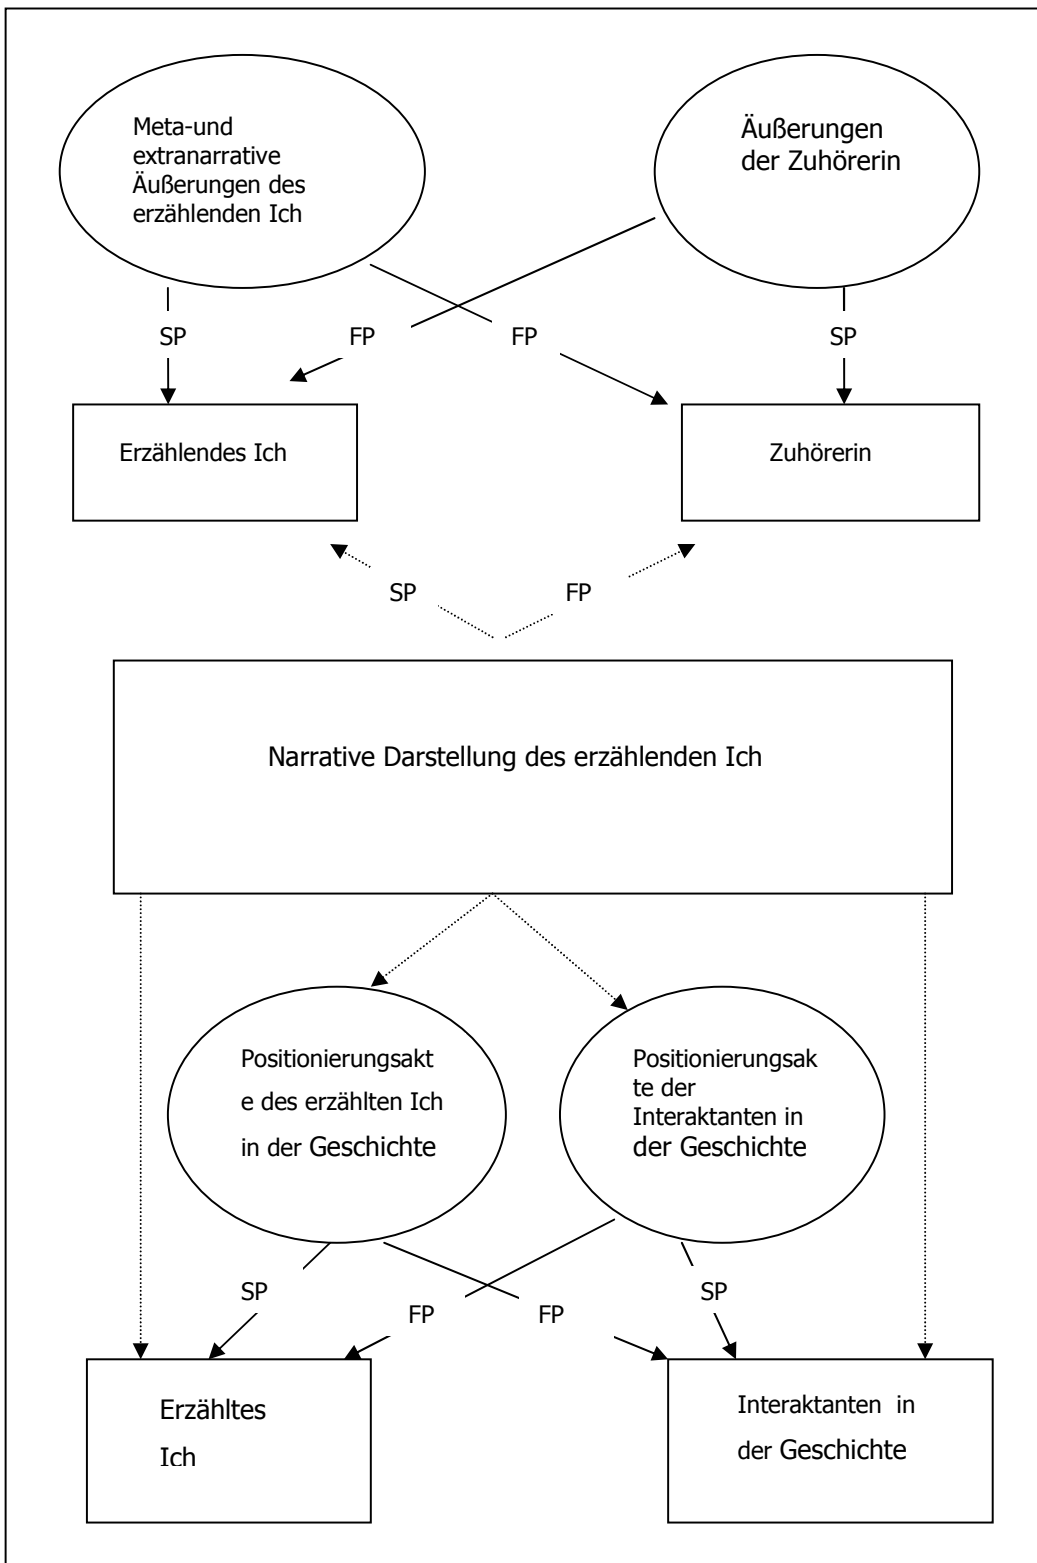 Meta-und
extranarrative
Äußerungen des
erzählenden Ich
Äußerungen
der Zuhörerin
SP
FP
FP
SP
Erzählendes Ich
Zuhörerin
SP
FP
Narrative Darstellung des erzählenden Ich
Positionierungsakt
e des erzählten Ich
in der Geschichte
Positionierungsak
te der
Interaktanten in
der Geschichte
SP
FP
FP
SP
Erzähltes
Ich
Interaktanten in
der Geschichte